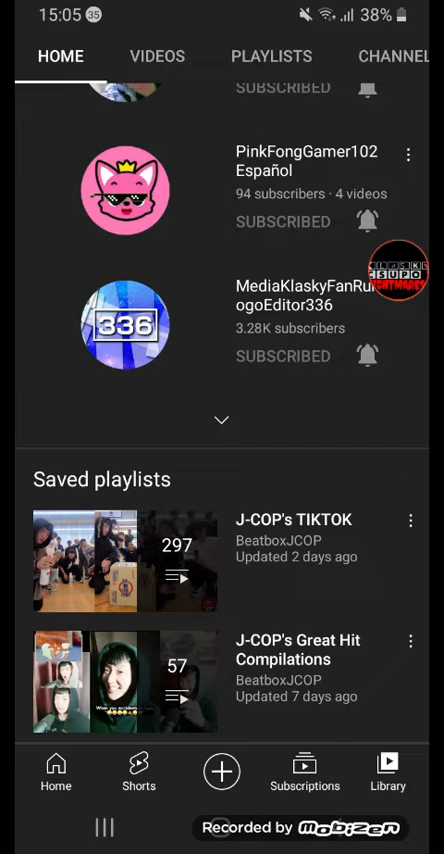 15:05 35 38%
HOME VIDEOS PLAYLISTS CHANNEL
SUBSCRIBED
PinkFongGamer102
Español
94 subscribers · 4 videos
SUBSCRIBED
SUPO
MediaKlaskyFanRu
ogoEditor336
336
3.28K subscribers
SUBSCRIBED
Saved playlists
297
J-COP's TIKTOK
BeatboxJCOP
Updated 2 days ago
57
J-COP's Great Hit
Compilations
BeatboxJCOP
Updated 7 days ago
Home Shorts Subscriptions Library
Recorded by Mobizen